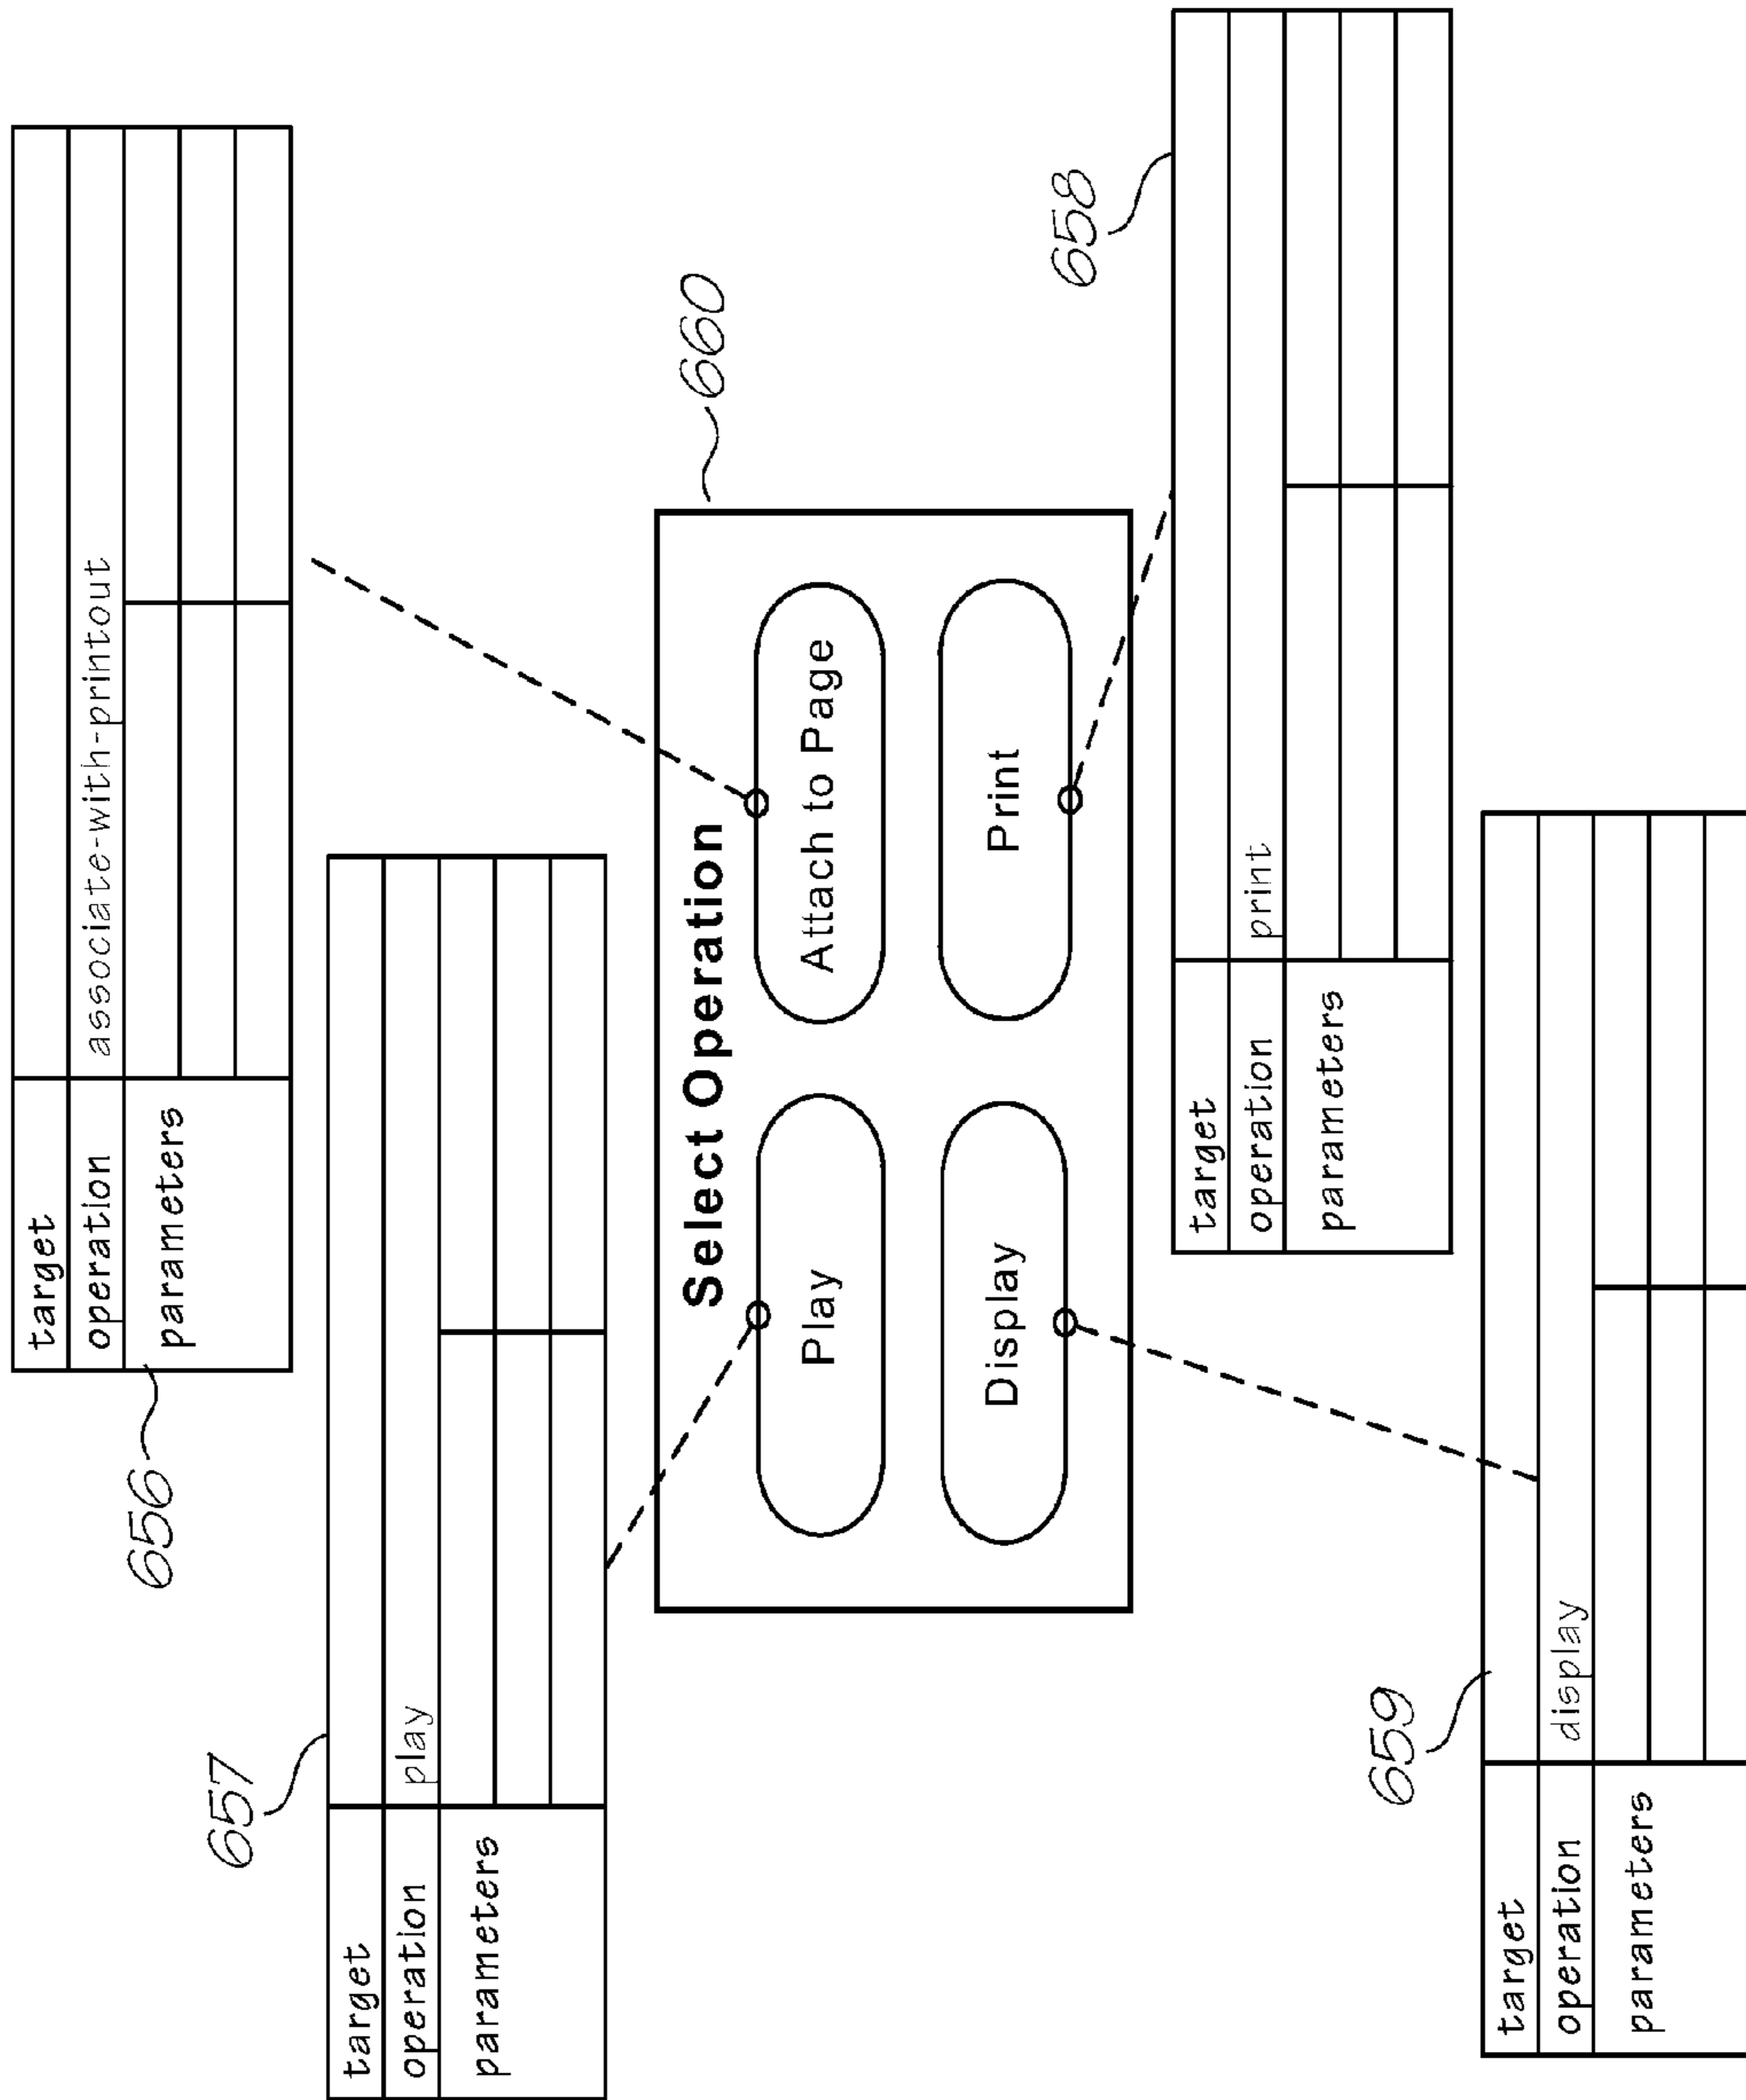 target
operation associate-with-printout
parameters
656
657
target
operation play
parameters
660
Select Operation
Play Attach to Page
Display Print
658
target
operation print
parameters
659
target
operation display
parameters